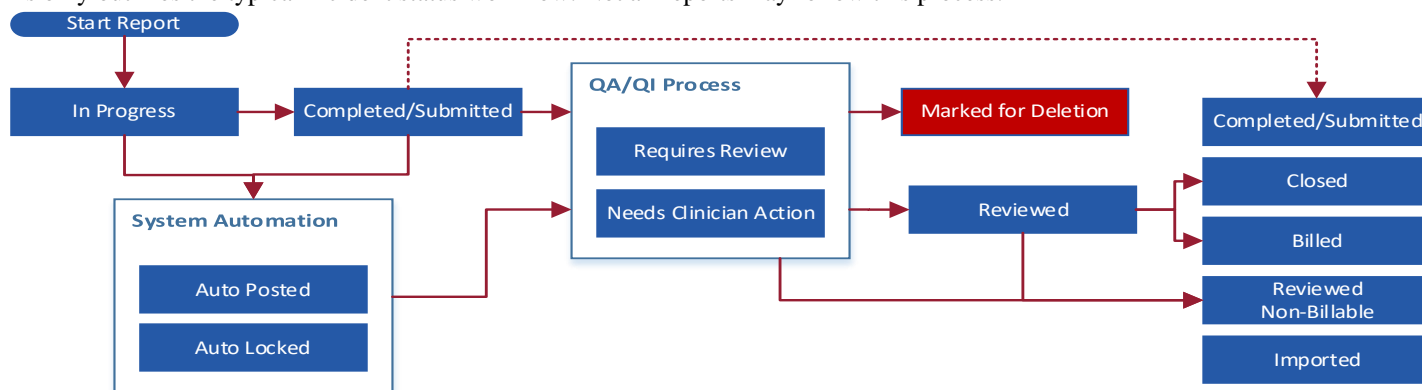 Start Report
In Progress
Completed/Submitted
QA/QI Process
Requires Review
Needs Clinician Action
Marked for Deletion
Completed/Submitted
Closed
Billed
Reviewed
Reviewed
Non-Billable
Imported
System Automation
Auto Posted
Auto Locked